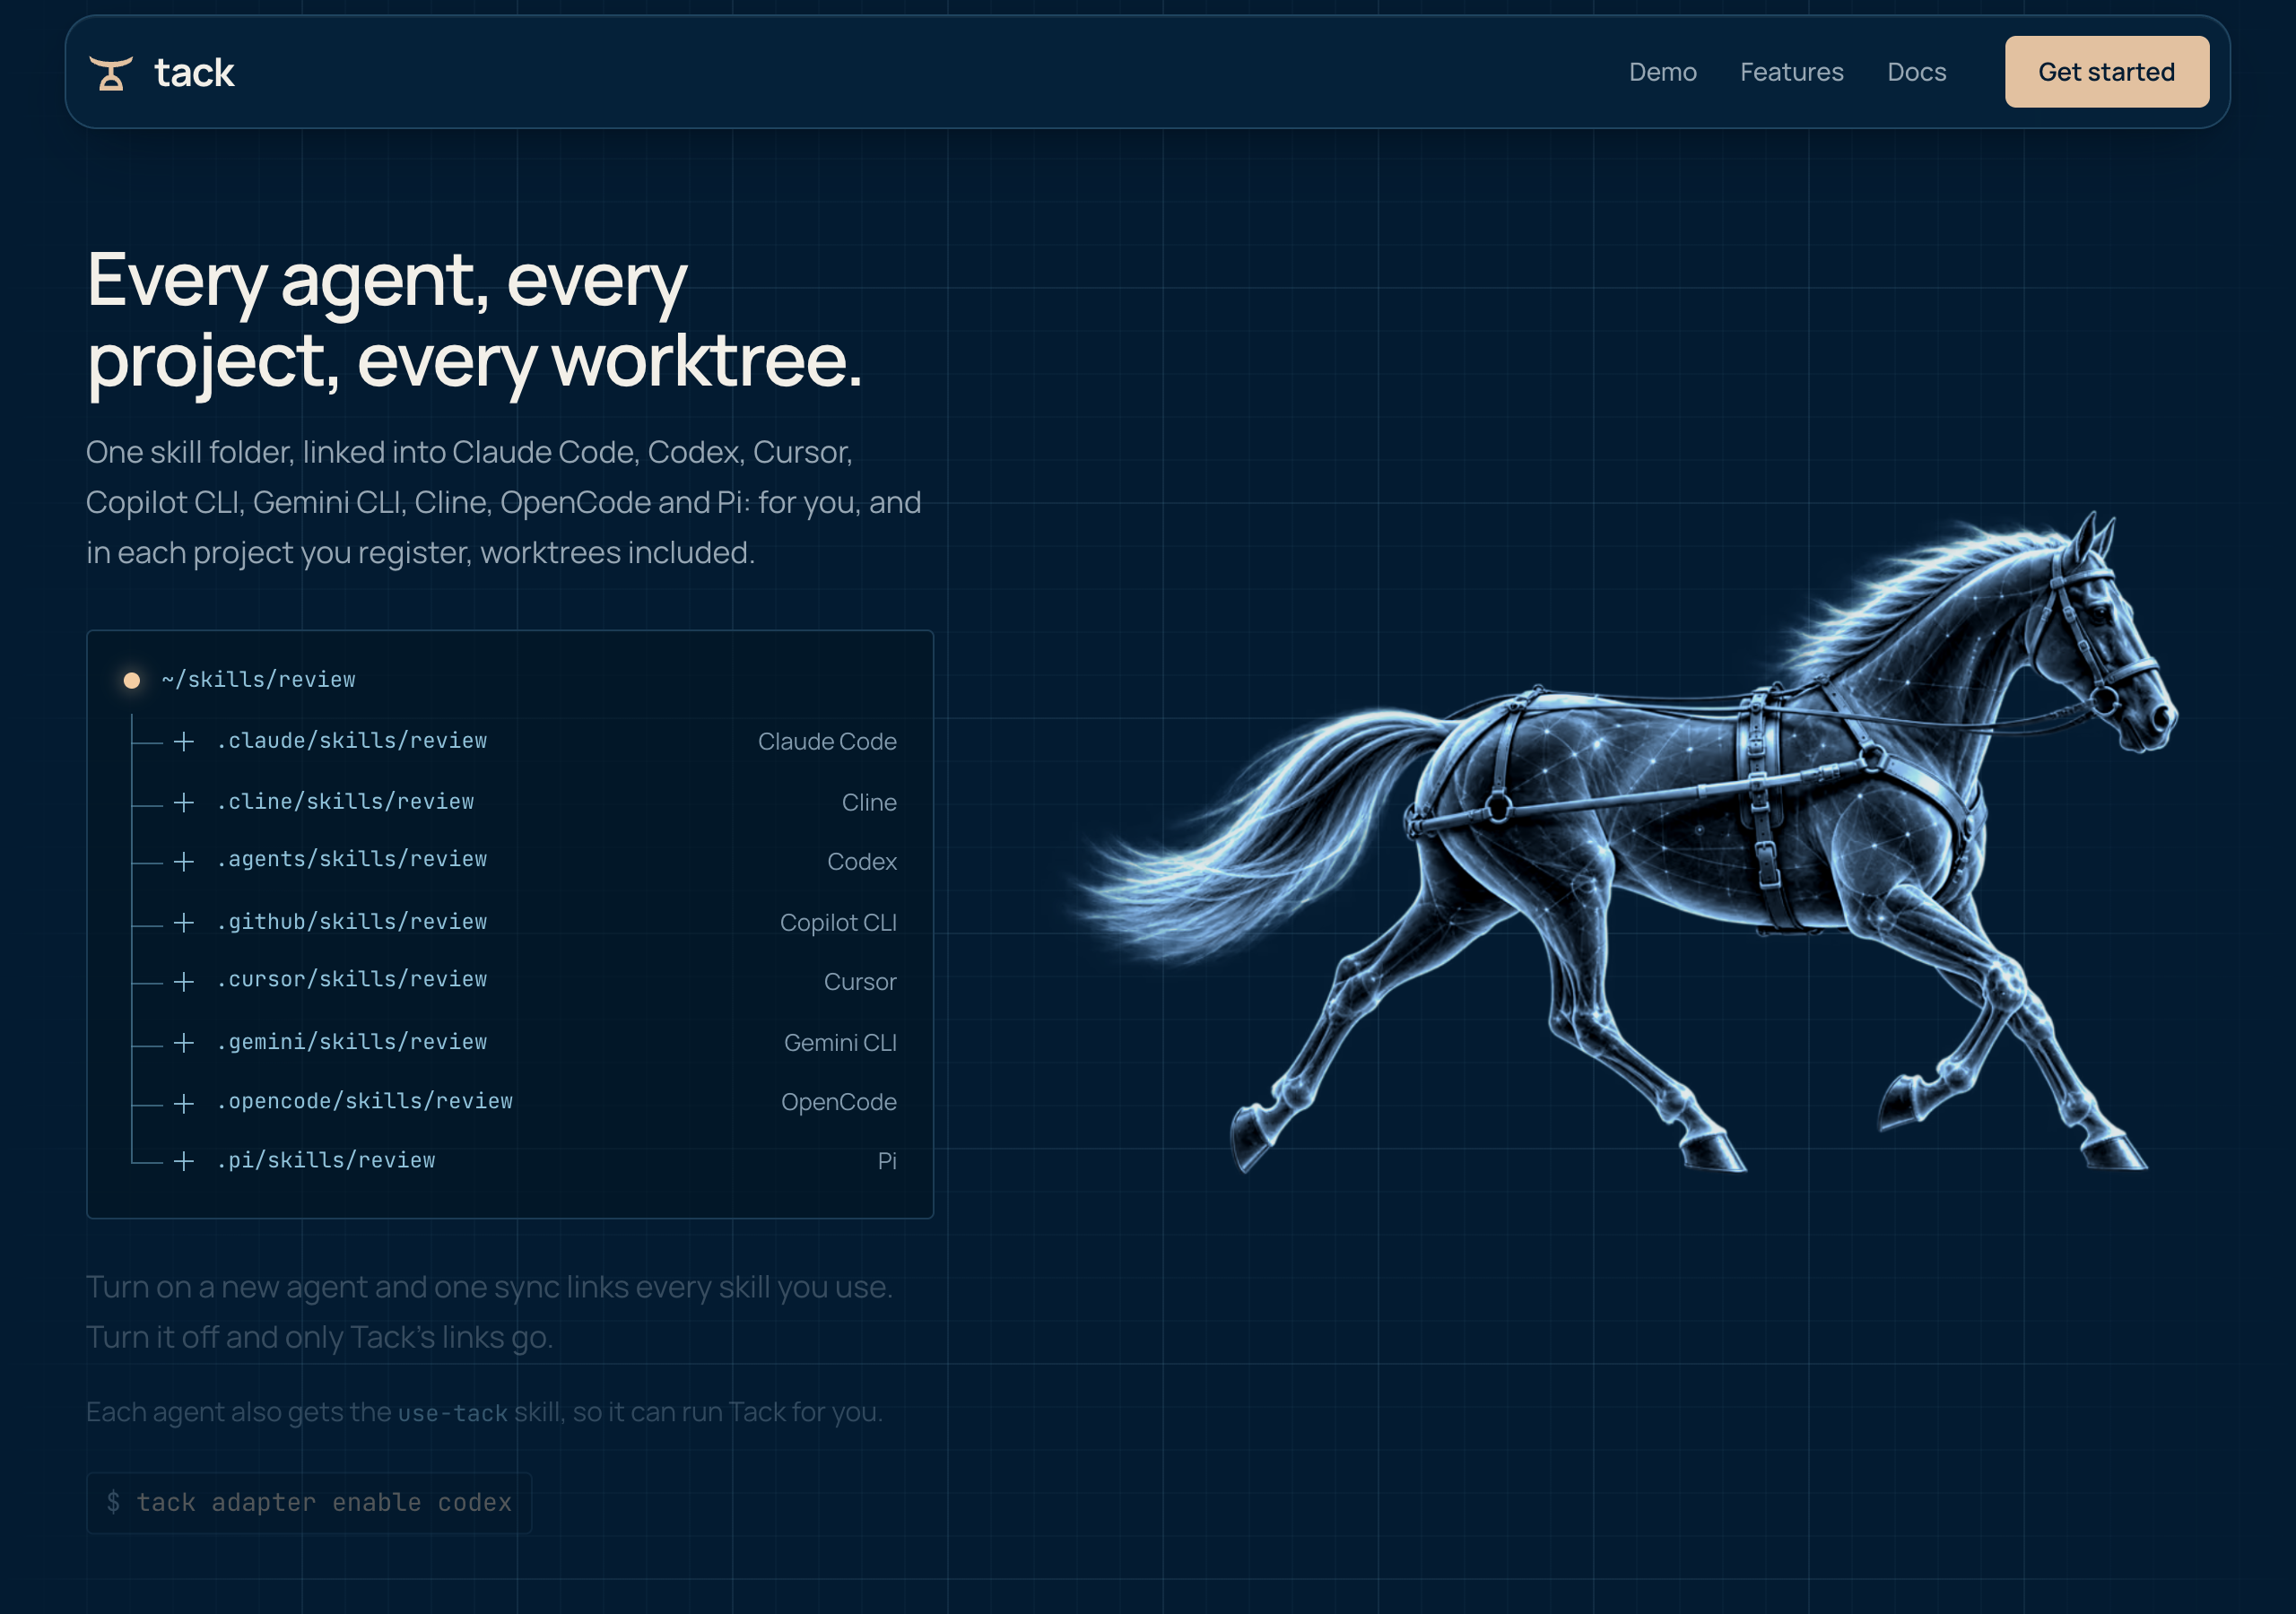 tack
Demo Features Docs Get started
Every agent, every
project, every worktree.
One skill folder, linked into Claude Code, Codex, Cursor,
Copilot CLI, Gemini CLI, Cline, OpenCode and Pi: for you, and
in each project you register, worktrees included.
~/skills/review
.claude/skills/review Claude Code
.cline/skills/review Cline
.agents/skills/review Codex
.github/skills/review Copilot CLI
.cursor/skills/review Cursor
.gemini/skills/review Gemini CLI
.opencode/skills/review OpenCode
.pi/skills/review Pi
Turn on a new agent and one sync links every skill you use.
Turn it off and only Tack’s links go.
Each agent also gets the use-tack skill, so it can run Tack for you.
$ tack adapter enable codex